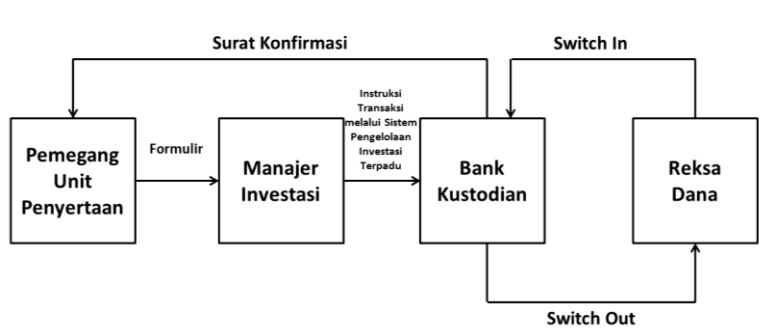 Surat Konfirmasi
Switch In
Pemegang
Unit
Penyertaan
Formulir
Manajer
Investasi
Instruksi
Transaksi
melalui Sistem
Pengelolaan
Investasi
Terpadu
Bank
Kustodian
Reksa
Dana
Switch Out